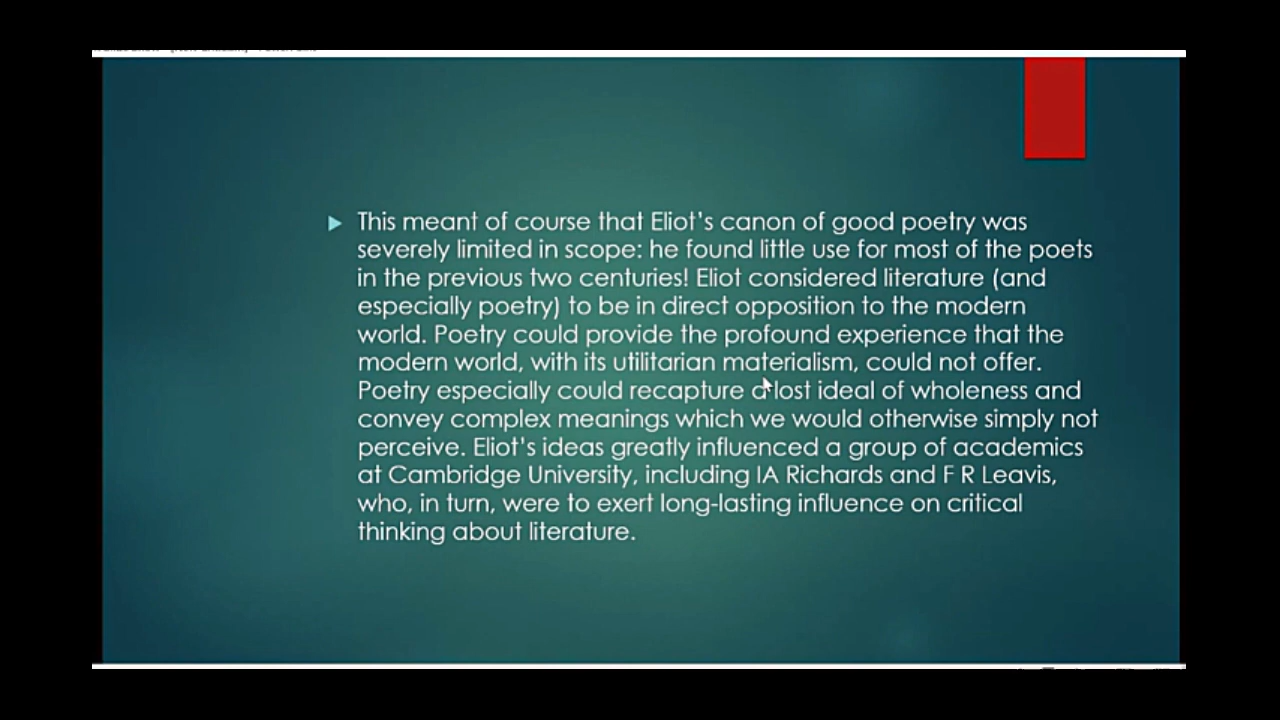 This meant of course that Eliot's canon of good poetry was
severely limited in scope: he found little use for most of the poets
in the previous two centuries! Eliot considered literature (and
especially poetry) to be in direct opposition to the modern
world. Poetry could provide the profound experience that the
modern world, with its utilitarian materialism, could not offer.
Poetry especially could recapture a lost ideal of wholeness and
convey complex meanings which we would otherwise simply not
perceive. Eliot's ideas greatly influenced a group of academics
at Cambridge University, including IA Richards and F R Leavis,
who, in turn, were to exert long-lasting influence on critical
thinking about literature.